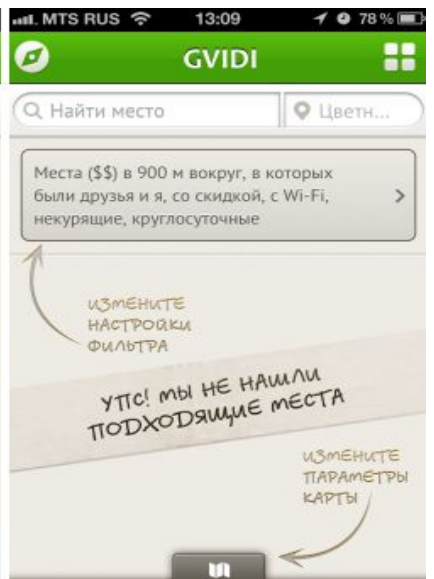 MTS RUS 13:09 78 %
GVIDI
Найти место Цветн...
Места ($$) в 900 м вокруг, в которых
были друзья и я, со скидкой, с Wi-Fi,
некурящие, круглосуточные
ИЗМЕНИТЕ
НАСТРОЙКИ
ФИЛЬТРА
УПС! МЫ НЕ НАШЛИ
ПОДХОДЯЩИЕ МЕСТА
ИЗМЕНИТЕ
ПАРАМЕТРЫ
КАРТЫ